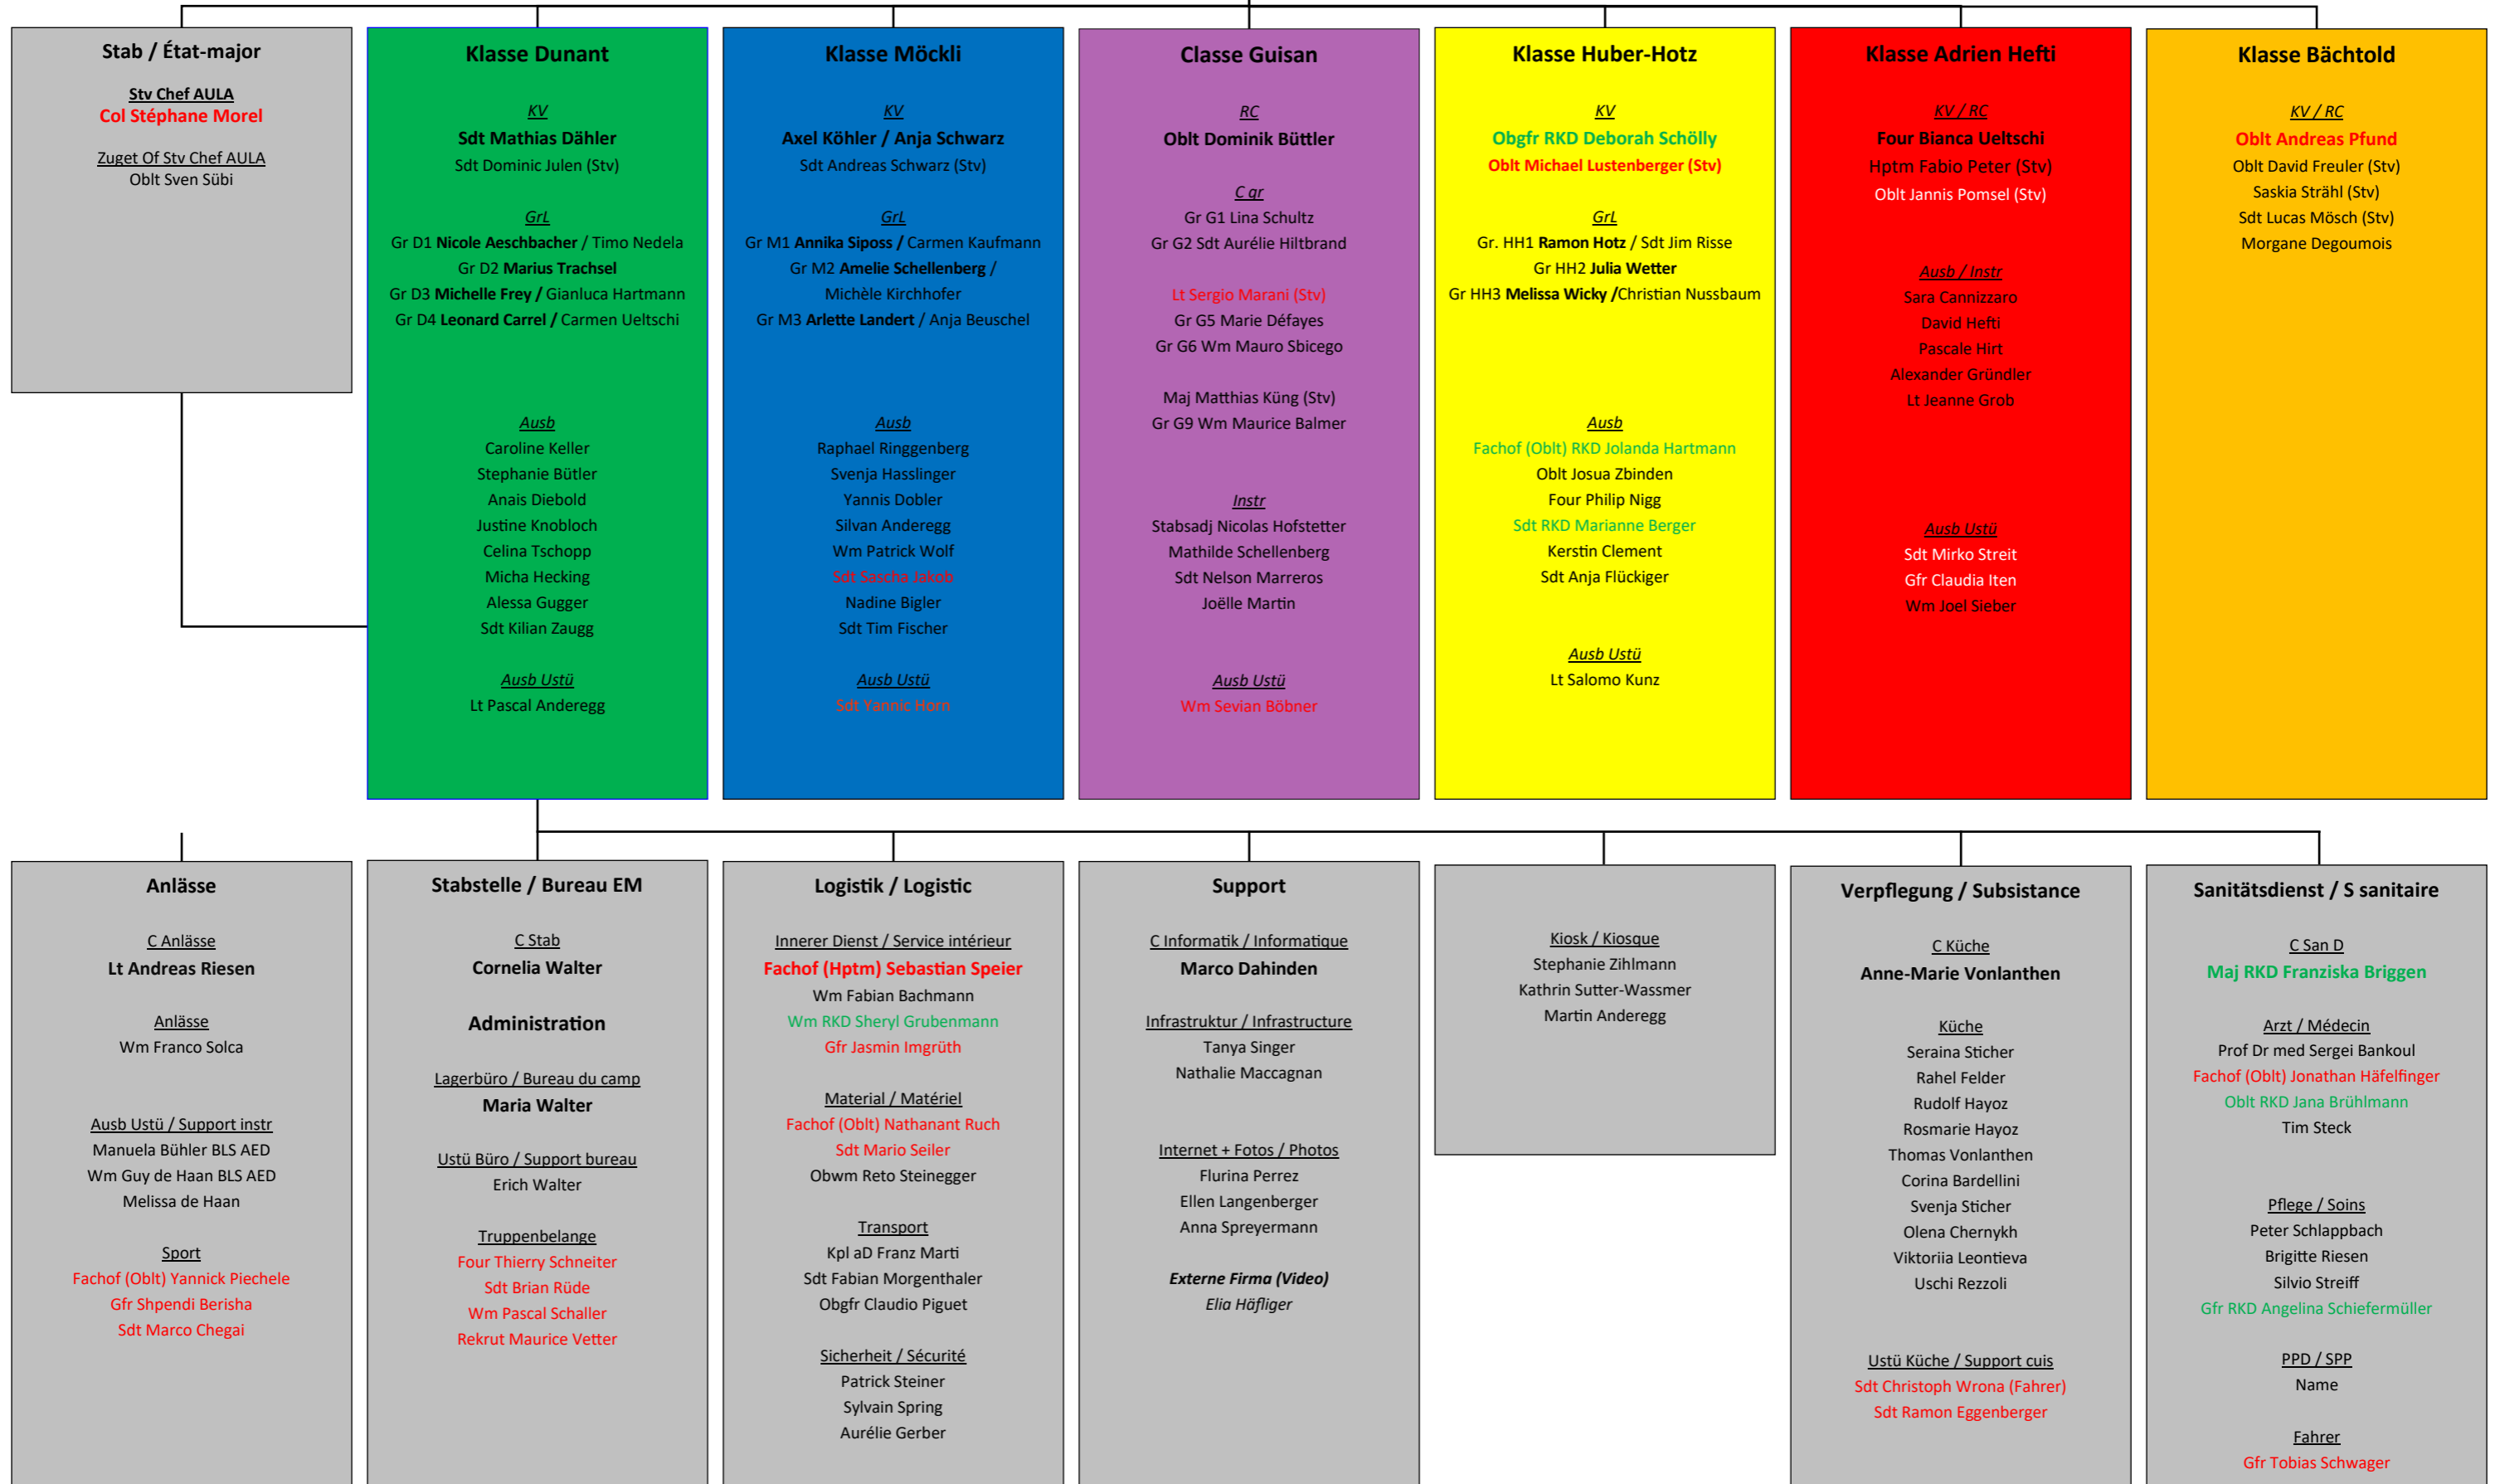 Stab / État-major
Stv Chef AULA
Col Stéphane Morel
Zuget Of Stv Chef AULA
Oblt Sven Sübi
Klasse Dunant
KV
Sdt Mathias Dähler
Sdt Dominic Julen (Stv)
GrL
Gr D1 Nicole Aeschbacher / Timo Nedela
Gr D2 Marius Trachsel
Gr D3 Michelle Frey / Gianluca Hartmann
Gr D4 Leonard Carrel / Carmen Ueltschi
Ausb
Caroline Keller
Stephanie Bütler
Anais Diebold
Justine Knobloch
Celina Tschopp
Micha Hecking
Alessa Gugger
Sdt Kilian Zaugg
Ausb Ustü
Lt Pascal Anderegg
Klasse Möckli
KV
Axel Köhler / Anja Schwarz
Sdt Andreas Schwarz (Stv)
GrL
Gr M1 Annika Siposs / Carmen Kaufmann
Gr M2 Amelie Schellenberg /
Michèle Kirchhofer
Gr M3 Arlette Landert / Anja Beuschel
Ausb
Raphael Ringgenberg
Svenja Hasslinger
Yannis Dobler
Silvan Anderegg
Wm Patrick Wolf
Sdt Sascha Jakob
Nadine Bigler
Sdt Tim Fischer
Ausb Ustü
Sdt Yannic Horn
Classe Guisan
RC
Oblt Dominik Büttler
C gr
Gr G1 Lina Schultz
Gr G2 Sdt Aurélie Hiltbrand
Lt Sergio Marani (Stv)
Gr G5 Marie Défayes
Gr G6 Wm Mauro Sbicego
Maj Matthias Küng (Stv)
Gr G9 Wm Maurice Balmer
Instr
Stabsadj Nicolas Hofstetter
Mathilde Schellenberg
Sdt Nelson Marreros
Joëlle Martin
Ausb Ustü
Wm Sevian Böbner
Klasse Huber-Hotz
KV
Obgfr RKD Deborah Schölly
Oblt Michael Lustenberger (Stv)
GrL
Gr. HH1 Ramon Hotz / Sdt Jim Risse
Gr HH2 Julia Wetter
Gr HH3 Melissa Wicky /Christian Nussbaum
Ausb
Fachof (Oblt) RKD Jolanda Hartmann
Oblt Josua Zbinden
Four Philip Nigg
Sdt RKD Marianne Berger
Kerstin Clement
Sdt Anja Flückiger
Ausb Ustü
Lt Salomo Kunz
Klasse Adrien Hefti
KV / RC
Four Bianca Ueltschi
Hptm Fabio Peter (Stv)
Oblt Jannis Pomsel (Stv)
Ausb / Instr
Sara Cannizzaro
David Hefti
Pascale Hirt
Alexander Gründler
Lt Jeanne Grob
Ausb Ustü
Sdt Mirko Streit
Gfr Claudia Iten
Wm Joel Sieber
Klasse Bächtold
KV / RC
Oblt Andreas Pfund
Oblt David Freuler (Stv)
Saskia Strähl (Stv)
Sdt Lucas Mösch (Stv)
Morgane Degoumois
Anlässe
C Anlässe
Lt Andreas Riesen
Anlässe
Wm Franco Solca
Ausb Ustü / Support instr
Manuela Bühler BLS AED
Wm Guy de Haan BLS AED
Melissa de Haan
Sport
Fachof (Oblt) Yannick Piechele
Gfr Shpendi Berisha
Sdt Marco Chegai
Stabstelle / Bureau EM
C Stab
Cornelia Walter
Administration
Lagerbüro / Bureau du camp
Maria Walter
Ustü Büro / Support bureau
Erich Walter
Truppenbelange
Four Thierry Schneiter
Sdt Brian Rüde
Wm Pascal Schaller
Rekrut Maurice Vetter
Logistik / Logistic
Innerer Dienst / Service intérieur
Fachof (Hptm) Sebastian Speier
Wm Fabian Bachmann
Wm RKD Sheryl Grubenmann
Gfr Jasmin Imgrüth
Material / Matériel
Fachof (Oblt) Nathanant Ruch
Sdt Mario Seiler
Obwm Reto Steinegger
Transport
Kpl aD Franz Marti
Sdt Fabian Morgenthaler
Obgfr Claudio Piguet
Sicherheit / Sécurité
Patrick Steiner
Sylvain Spring
Aurélie Gerber
Support
C Informatik / Informatique
Marco Dahinden
Infrastruktur / Infrastructure
Tanya Singer
Nathalie Maccagnan
Internet + Fotos / Photos
Flurina Perrez
Ellen Langenberger
Anna Spreyermann
Externe Firma (Video)
Elia Häfliger
Kiosk / Kiosque
Stephanie Zihlmann
Kathrin Sutter-Wassmer
Martin Anderegg
Verpflegung / Subsistance
C Küche
Anne-Marie Vonlanthen
Küche
Seraina Sticher
Rahel Felder
Rudolf Hayoz
Rosmarie Hayoz
Thomas Vonlanthen
Corina Bardellini
Svenja Sticher
Olena Chernykh
Viktoriia Leontieva
Uschi Rezzoli
Ustü Küche / Support cuis
Sdt Christoph Wrona (Fahrer)
Sdt Ramon Eggenberger
Sanitätsdienst / S sanitaire
C San D
Maj RKD Franziska Briggen
Arzt / Médecin
Prof Dr med Sergei Bankoul
Fachof (Oblt) Jonathan Häfelfinger
Oblt RKD Jana Brühlmann
Tim Steck
Pflege / Soins
Peter Schlappbach
Brigitte Riesen
Silvio Streiff
Gfr RKD Angelina Schiefermüller
PPD / SPP
Name
Fahrer
Gfr Tobias Schwager